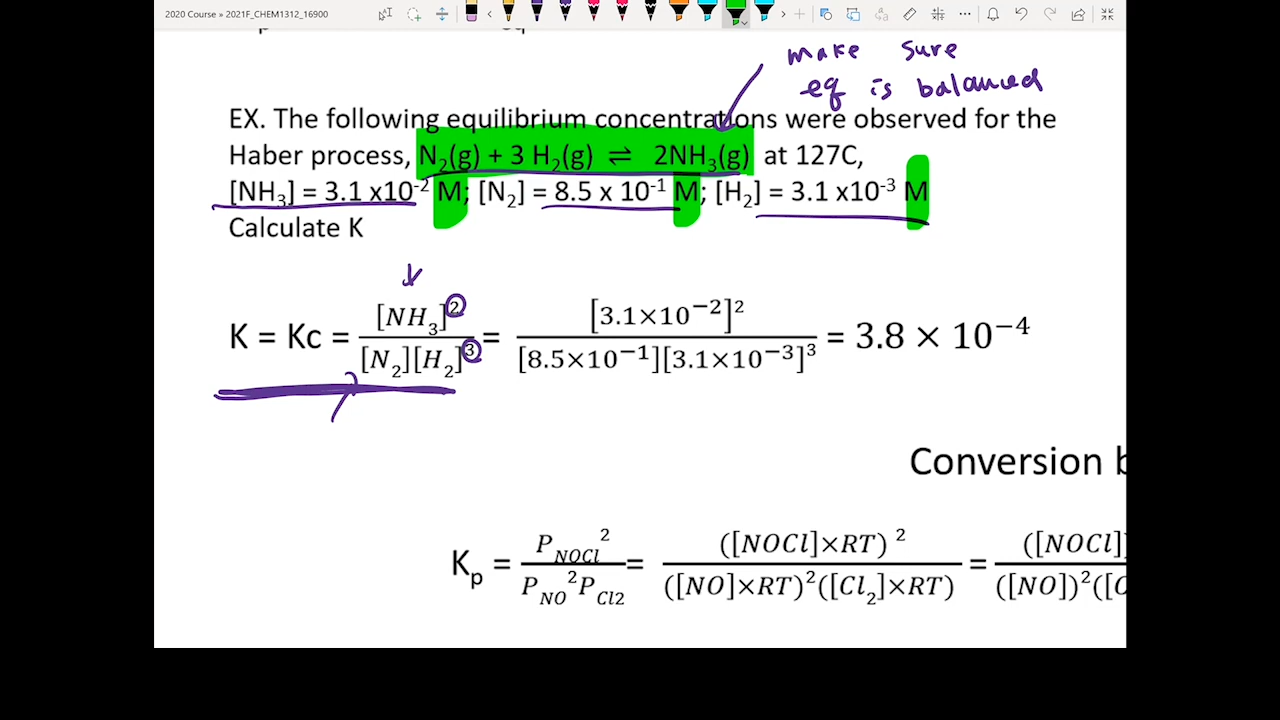 2020 Course » 2021F_CHEM1312_16900
make sure
eq is balanced
EX. The following equilibrium concentrations were observed for the
Haber process, N₂(g) + 3 H₂(g) ⇌ 2NH₃(g) at 127C,
[NH₃] = 3.1 x10⁻² M; [N₂] = 8.5 x 10⁻¹ M; [H₂] = 3.1 x10⁻³ M
Calculate K
K = Kc = [NH₃]² / [N₂][H₂]³ = [3.1×10⁻²]² / [8.5×10⁻¹][3.1×10⁻³]³ = 3.8 × 10⁻⁴
Conversion
Kₚ = P_NOCl² / P_NO² P_Cl2 = ([NOCl]×RT)² / ([NO]×RT)²([Cl₂]×RT) = ([NOCl] / ([NO])²([